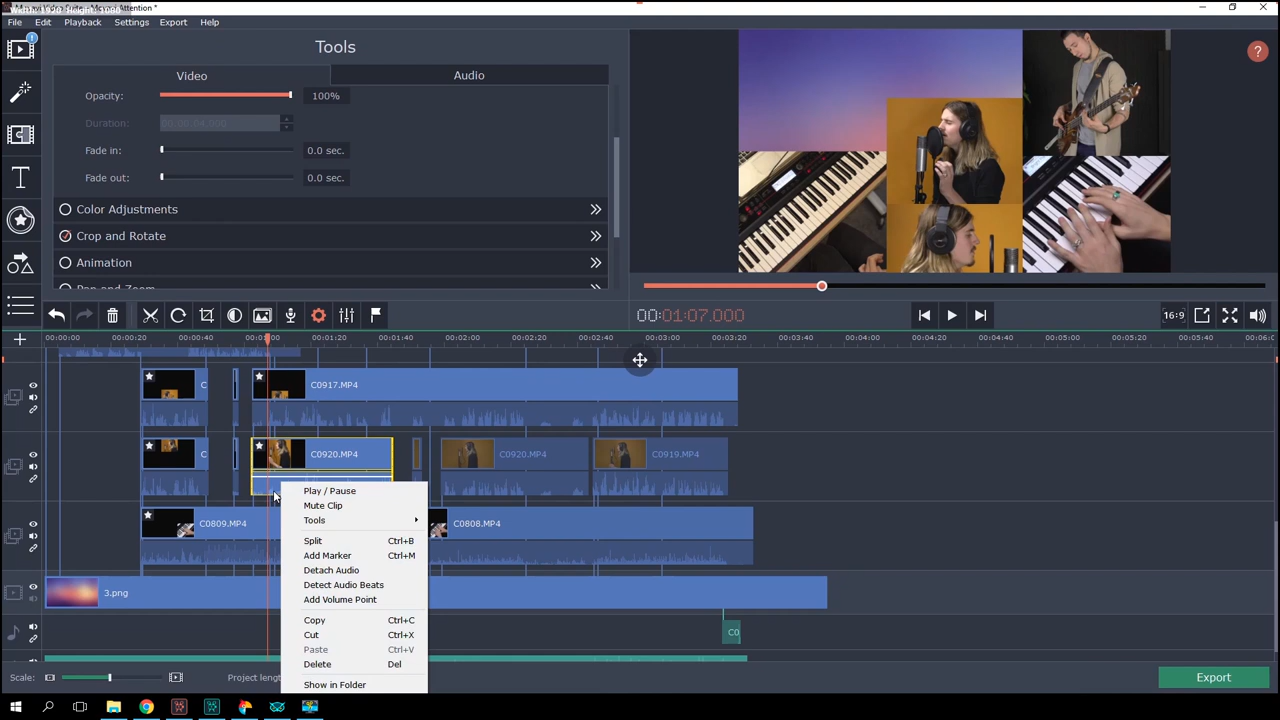 File Edit Playback Settings Export Help
Tools
Video Audio
Opacity: 100%
Duration: 00:00:04.000
Fade in: 0.0 sec.
Fade out: 0.0 sec.
Color Adjustments
Crop and Rotate
Animation
Pan and Zoom
?
00:01:07.000
16:9
00:00:00 00:00:20 00:00:40 00:01:20 00:01:40 00:02:00 00:02:20 00:02:40 00:03:00 00:03:20 00:03:40 00:04:00 00:04:20 00:04:40 00:05:00 00:05:20 00:05:40
C C0917.MP4
C C0920.MP4 C0920.MP4 C0919.MP4
C0809.MP4 C0808.MP4
3.png
C0
Play / Pause
Mute Clip
Tools
Split Ctrl+B
Add Marker Ctrl+M
Detach Audio
Detect Audio Beats
Add Volume Point
Copy Ctrl+C
Cut Ctrl+X
Paste Ctrl+V
Delete Del
Show in Folder
Scale: Project leng
Export